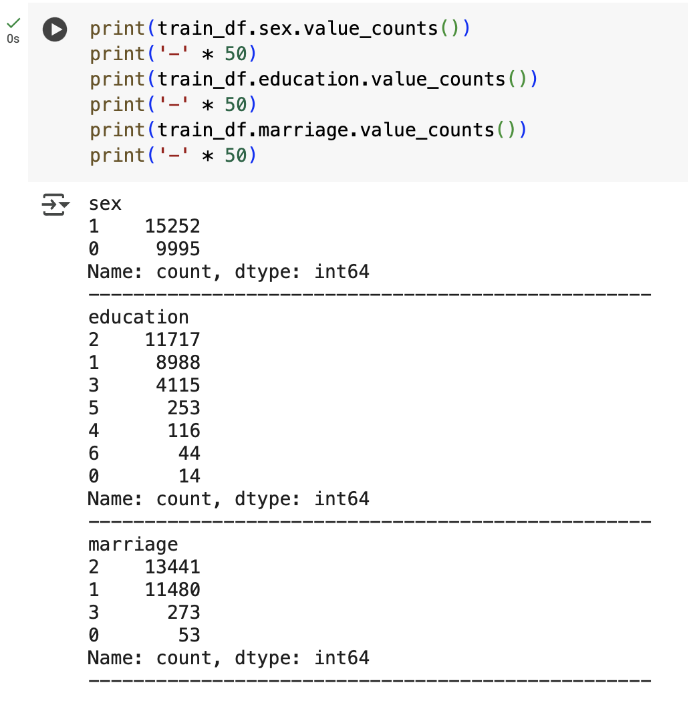 print(train_df.sex.value_counts())
print('-' * 50)
print(train_df.education.value_counts())
print('-' * 50)
print(train_df.marriage.value_counts())
print('-' * 50)
0s
sex
1    15252
0     9995
Name: count, dtype: int64
--------------------------------------------------
education
2    11717
1     8988
3     4115
5      253
4      116
6       44
0       14
Name: count, dtype: int64
--------------------------------------------------
marriage
2    13441
1    11480
3      273
0       53
Name: count, dtype: int64
--------------------------------------------------